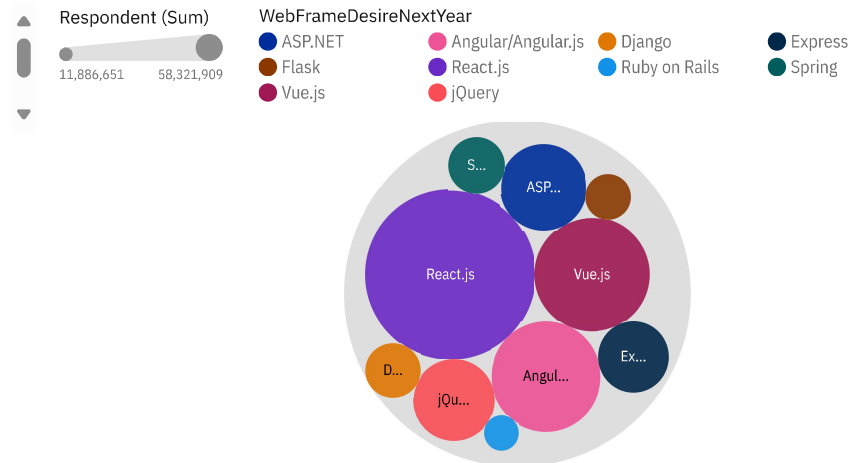 Respondent (Sum)
11,886,651 58,321,909
WebFrameDesireNextYear
ASP.NET Angular/Angular.js Django Express
Flask React.js Ruby on Rails Spring
Vue.js jQuery
S...
ASP...
React.js
Vue.js
Ex...
D...
Angul...
jQu...